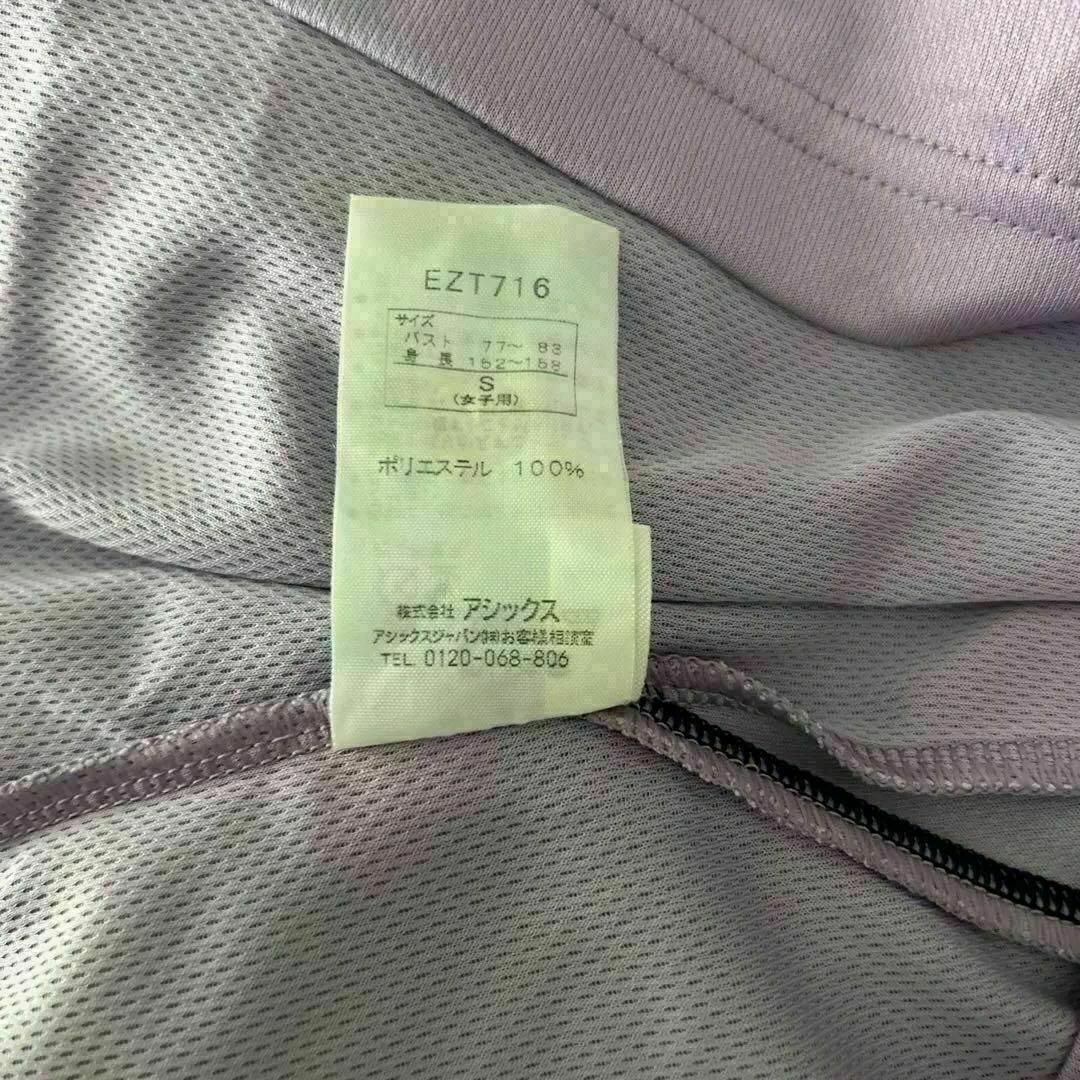 EZT716
サイズ
バスト 77～83
身長 152～158
S
(女子用)
ポリエステル 100%
株式会社 アシックス
アシックスジャパン(株)お客様相談室
TEL. 0120-068-806